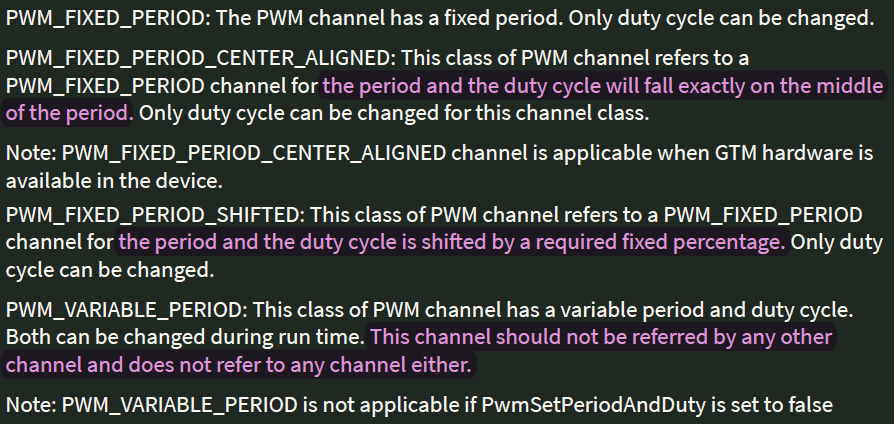 PWM_FIXED_PERIOD: The PWM channel has a fixed period. Only duty cycle can be changed.
PWM_FIXED_PERIOD_CENTER_ALIGNED: This class of PWM channel refers to a
PWM_FIXED_PERIOD channel for the period and the duty cycle will fall exactly on the middle
of the period. Only duty cycle can be changed for this channel class.
Note: PWM_FIXED_PERIOD_CENTER_ALIGNED channel is applicable when GTM hardware is
available in the device.
PWM_FIXED_PERIOD_SHIFTED: This class of PWM channel refers to a PWM_FIXED_PERIOD
channel for the period and the duty cycle is shifted by a required fixed percentage. Only duty
cycle can be changed.
PWM_VARIABLE_PERIOD: This class of PWM channel has a variable period and duty cycle.
Both can be changed during run time. This channel should not be referred by any other
channel and does not refer to any channel either.
Note: PWM_VARIABLE_PERIOD is not applicable if PwmSetPeriodAndDuty is set to false